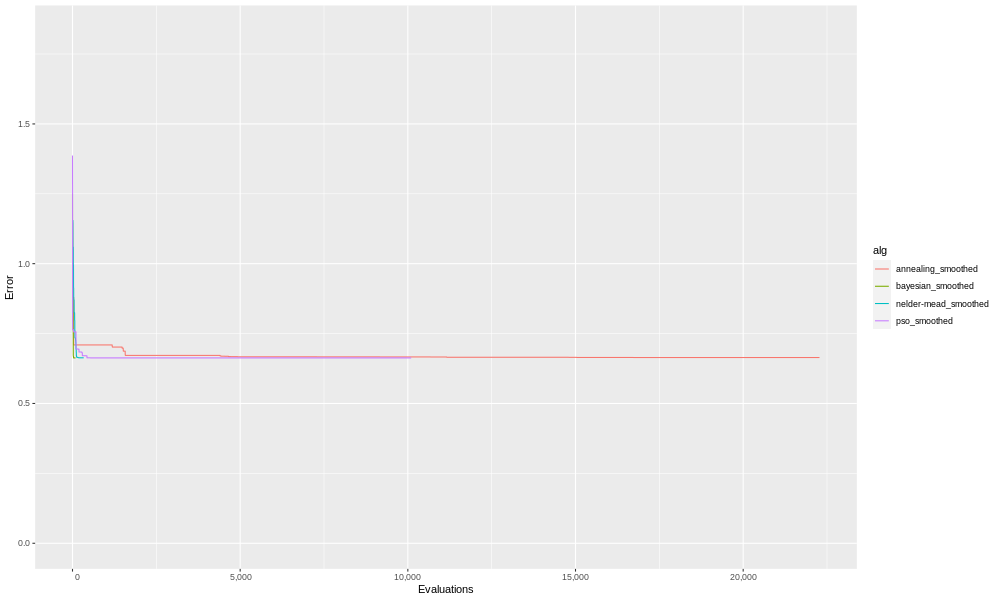 Error
1.5
1.0
0.5
0.0
0
5,000
10,000
15,000
20,000
Evaluations
alg
annealing_smoothed
bayesian_smoothed
nelder-mead_smoothed
pso_smoothed